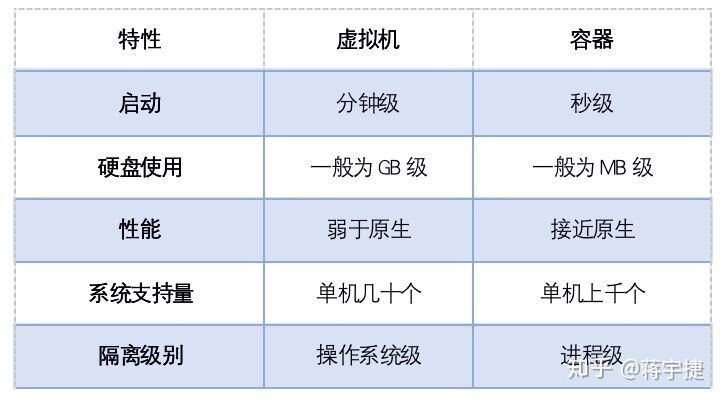 特性 虚拟机 容器
启动 分钟级 秒级
硬盘使用 一般为 GB 级 一般为 MB 级
性能 弱于原生 接近原生
系统支持量 单机几十个 单机上千个
隔离级别 操作系统级 进程级
知乎 @蒋宇捷